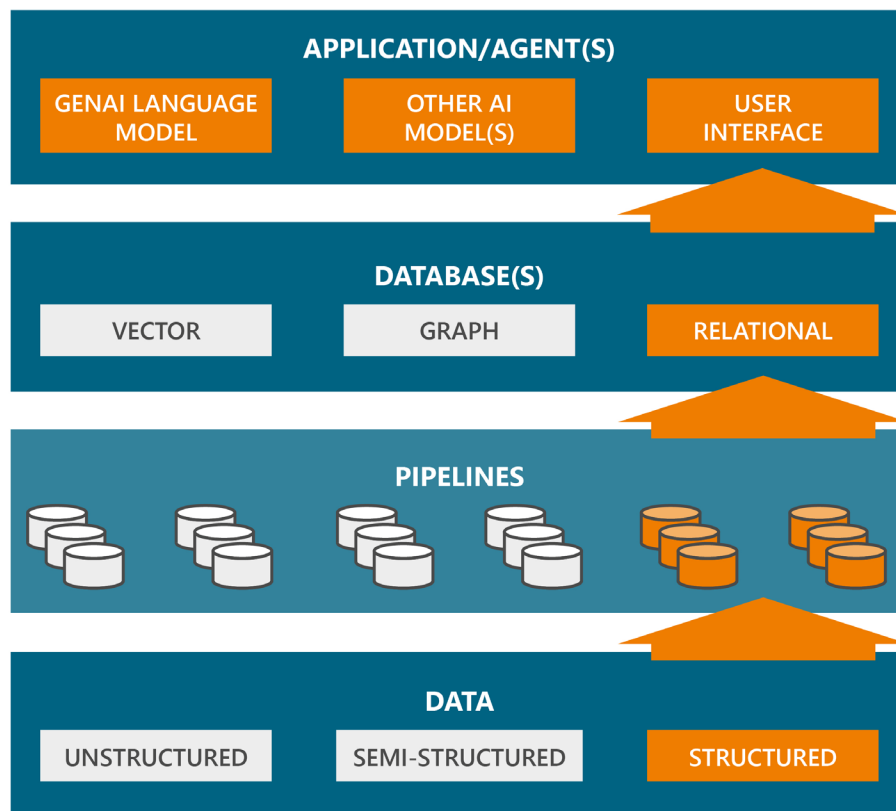 APPLICATION/AGENT(S)
GENAI LANGUAGE
MODEL
OTHER AI
MODEL(S)
USER
INTERFACE
DATABASE(S)
VECTOR
GRAPH
RELATIONAL
PIPELINES
DATA
UNSTRUCTURED
SEMI-STRUCTURED
STRUCTURED